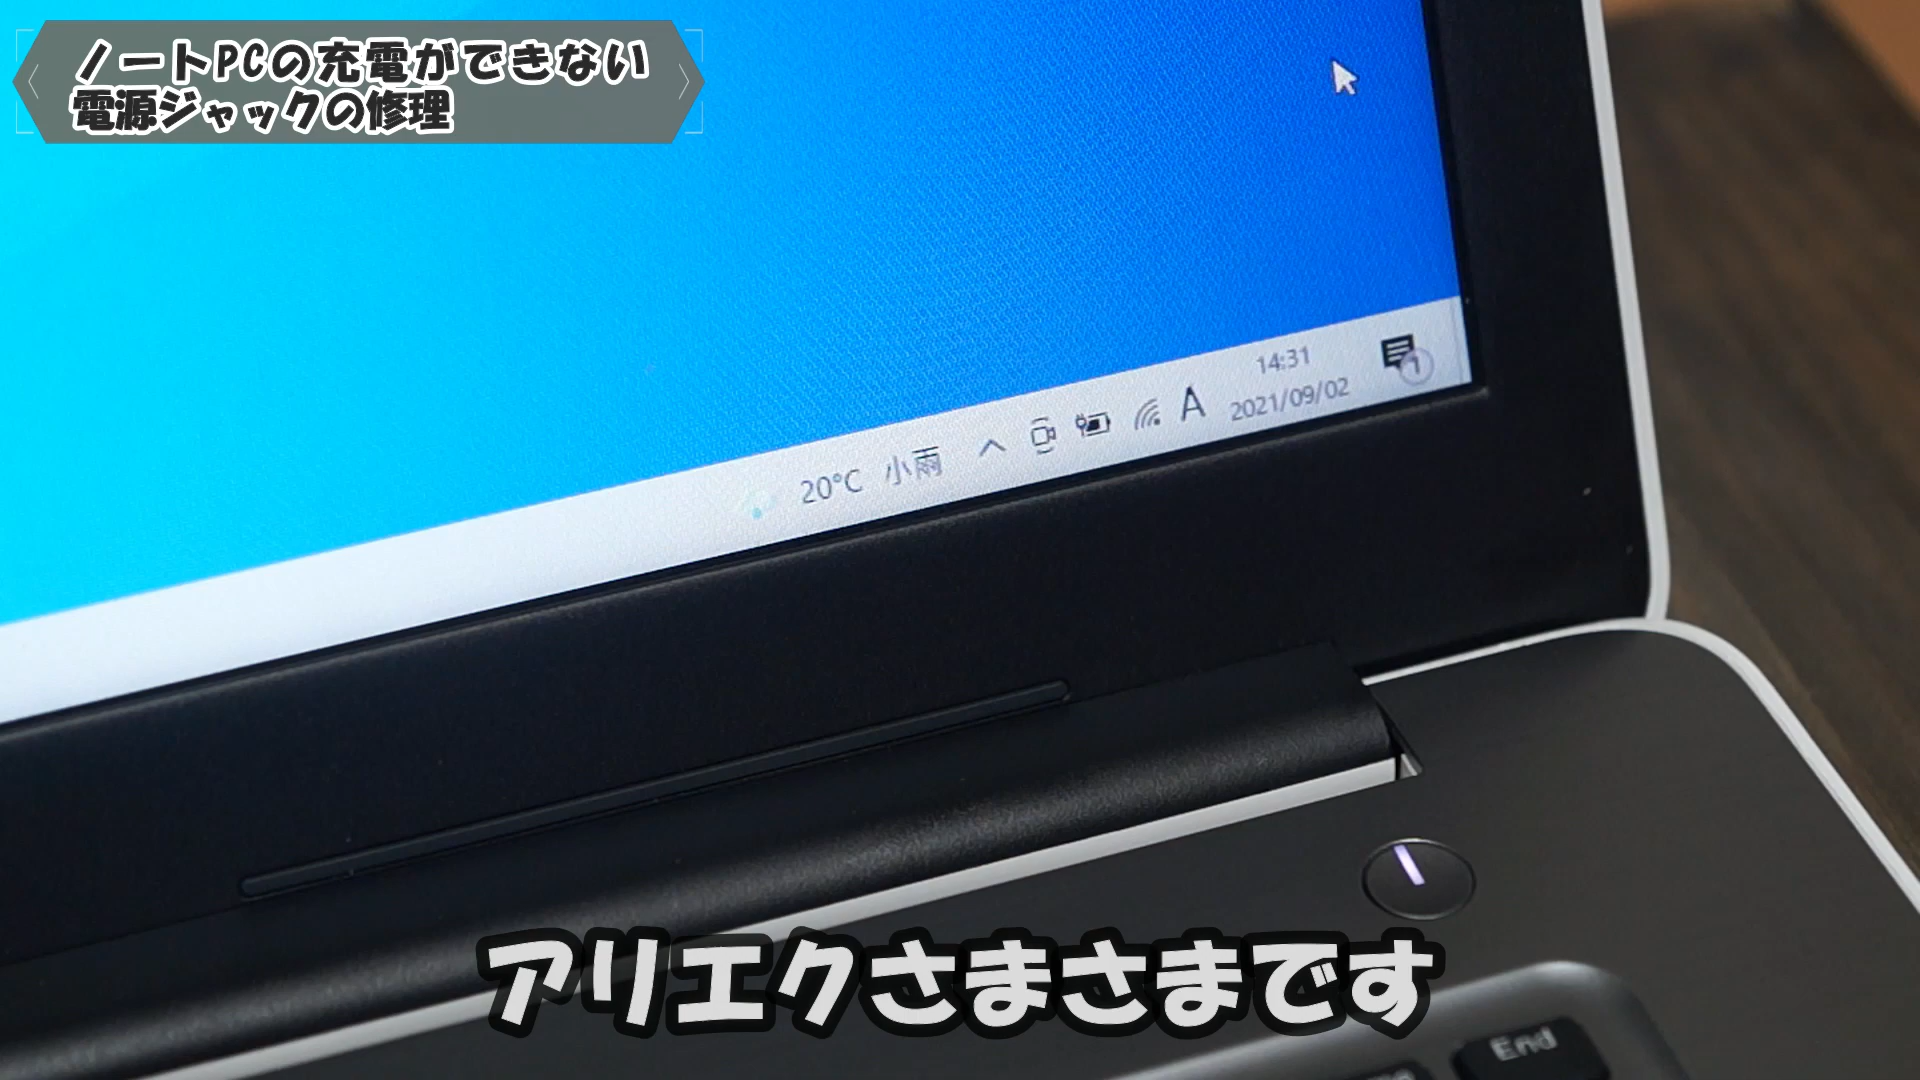 ノートPCの充電ができない
電源ジャックの修理
20°C 小雨
A
14:31
2021/09/02
1
アリエクさまさまです
End